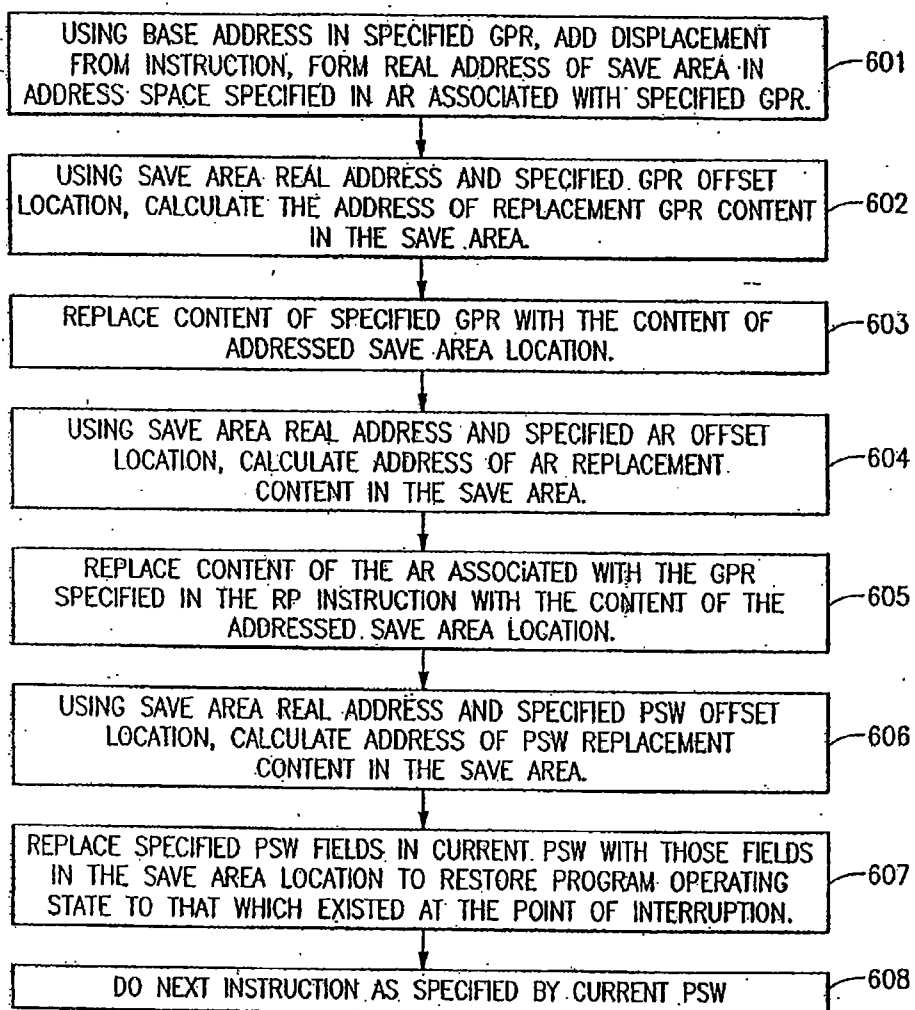 USING BASE ADDRESS IN SPECIFIED GPR, ADD DISPLACEMENT
FROM INSTRUCTION, FORM REAL ADDRESS OF SAVE AREA IN
ADDRESS SPACE SPECIFIED IN AR ASSOCIATED WITH SPECIFIED GPR.
601
USING SAVE AREA REAL ADDRESS AND SPECIFIED GPR OFFSET
LOCATION, CALCULATE THE ADDRESS OF REPLACEMENT GPR CONTENT
IN THE SAVE AREA.
602
REPLACE CONTENT OF SPECIFIED GPR WITH THE CONTENT OF
ADDRESSED SAVE AREA LOCATION.
603
USING SAVE AREA REAL ADDRESS AND SPECIFIED AR OFFSET
LOCATION, CALCULATE ADDRESS OF AR REPLACEMENT
CONTENT IN THE SAVE AREA.
604
REPLACE CONTENT OF THE AR ASSOCIATED WITH THE GPR
SPECIFIED IN THE RP INSTRUCTION WITH THE CONTENT OF THE
ADDRESSED SAVE AREA LOCATION.
605
USING SAVE AREA REAL ADDRESS AND SPECIFIED PSW OFFSET
LOCATION, CALCULATE ADDRESS OF PSW REPLACEMENT
CONTENT IN THE SAVE AREA.
606
REPLACE SPECIFIED PSW FIELDS IN CURRENT PSW WITH THOSE FIELDS
IN THE SAVE AREA LOCATION TO RESTORE PROGRAM OPERATING
STATE TO THAT WHICH EXISTED AT THE POINT OF INTERRUPTION.
607
DO NEXT INSTRUCTION AS SPECIFIED BY CURRENT PSW
608